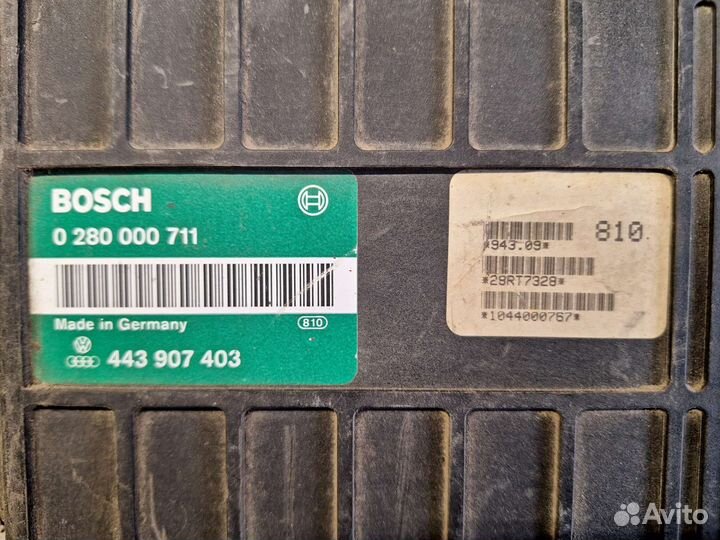 BOSCH
0 280 000 711
Made in Germany
810
443 907 403
810
*943.09*
*29RT7328*
*1044000767*
Avito